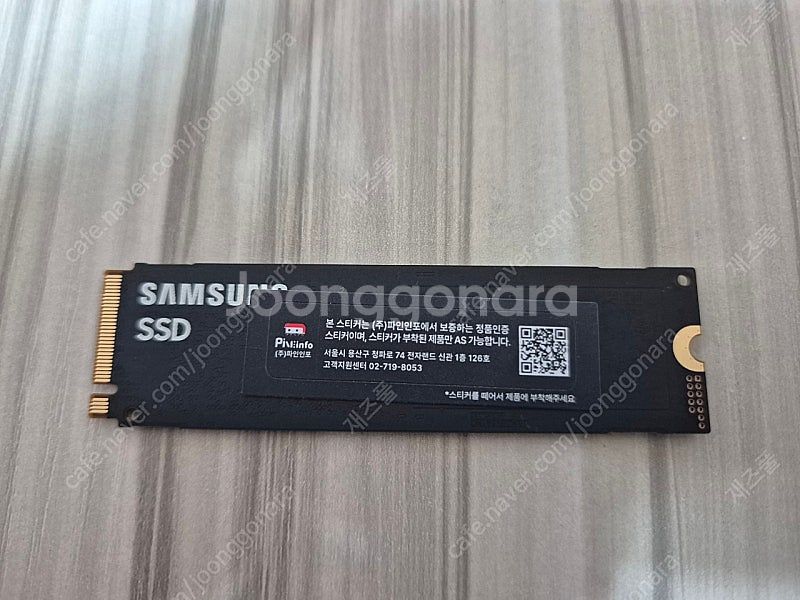 SAMSUNG
SSD
Joonggonara
PiNEinfo
(주)파인인포
본 스티커는 (주)파인인포에서 보증하는 정품인증
스티커이며, 스티커가 부착된 제품만 AS 가능합니다.
서울시 용산구 청파로 74 전자랜드 신관 1층 126호
고객지원센터 02-719-8053
*스티커를 떼어서 제품에 부착해주세요
cafe.naver.com/joonggonara
제즈폴